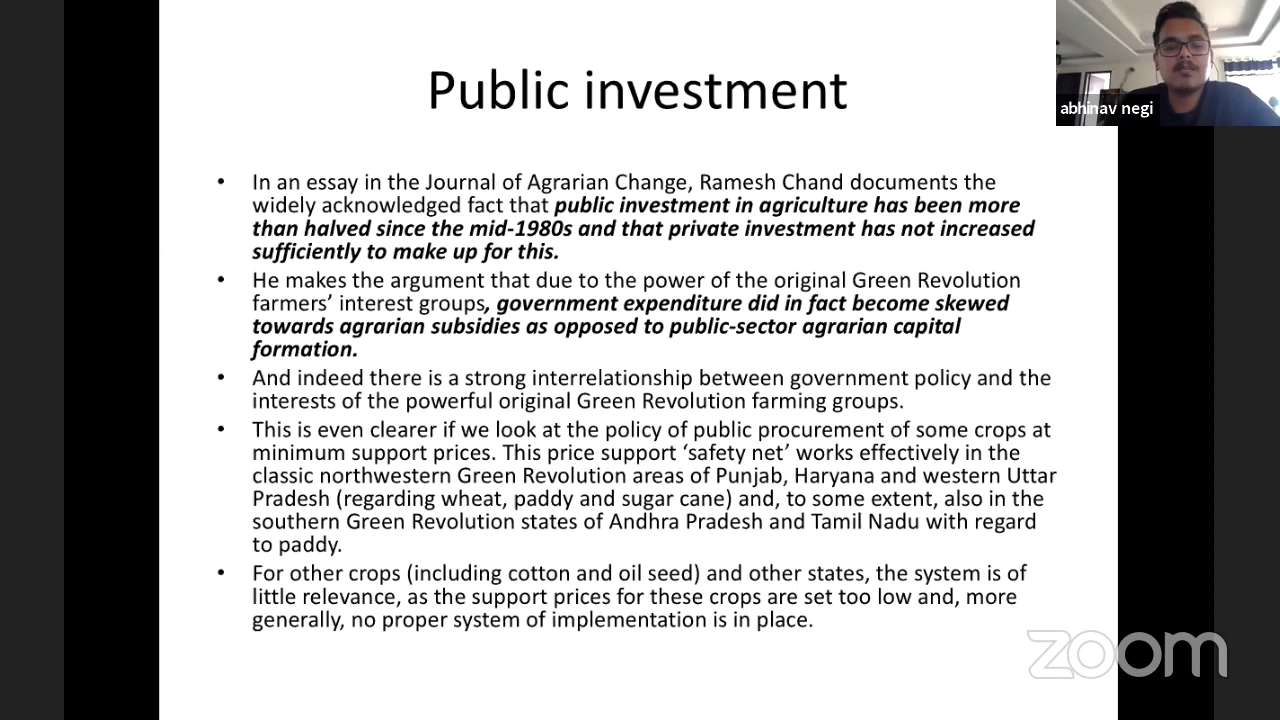 Public investment
abhinav negi
• In an essay in the Journal of Agrarian Change, Ramesh Chand documents the
widely acknowledged fact that public investment in agriculture has been more
than halved since the mid-1980s and that private investment has not increased
sufficiently to make up for this.
• He makes the argument that due to the power of the original Green Revolution
farmers’ interest groups, government expenditure did in fact become skewed
towards agrarian subsidies as opposed to public-sector agrarian capital
formation.
• And indeed there is a strong interrelationship between government policy and the
interests of the powerful original Green Revolution farming groups.
• This is even clearer if we look at the policy of public procurement of some crops at
minimum support prices. This price support ‘safety net’ works effectively in the
classic northwestern Green Revolution areas of Punjab, Haryana and western Uttar
Pradesh (regarding wheat, paddy and sugar cane) and, to some extent, also in the
southern Green Revolution states of Andhra Pradesh and Tamil Nadu with regard
to paddy.
• For other crops (including cotton and oil seed) and other states, the system is of
little relevance, as the support prices for these crops are set too low and, more
generally, no proper system of implementation is in place.
zoom